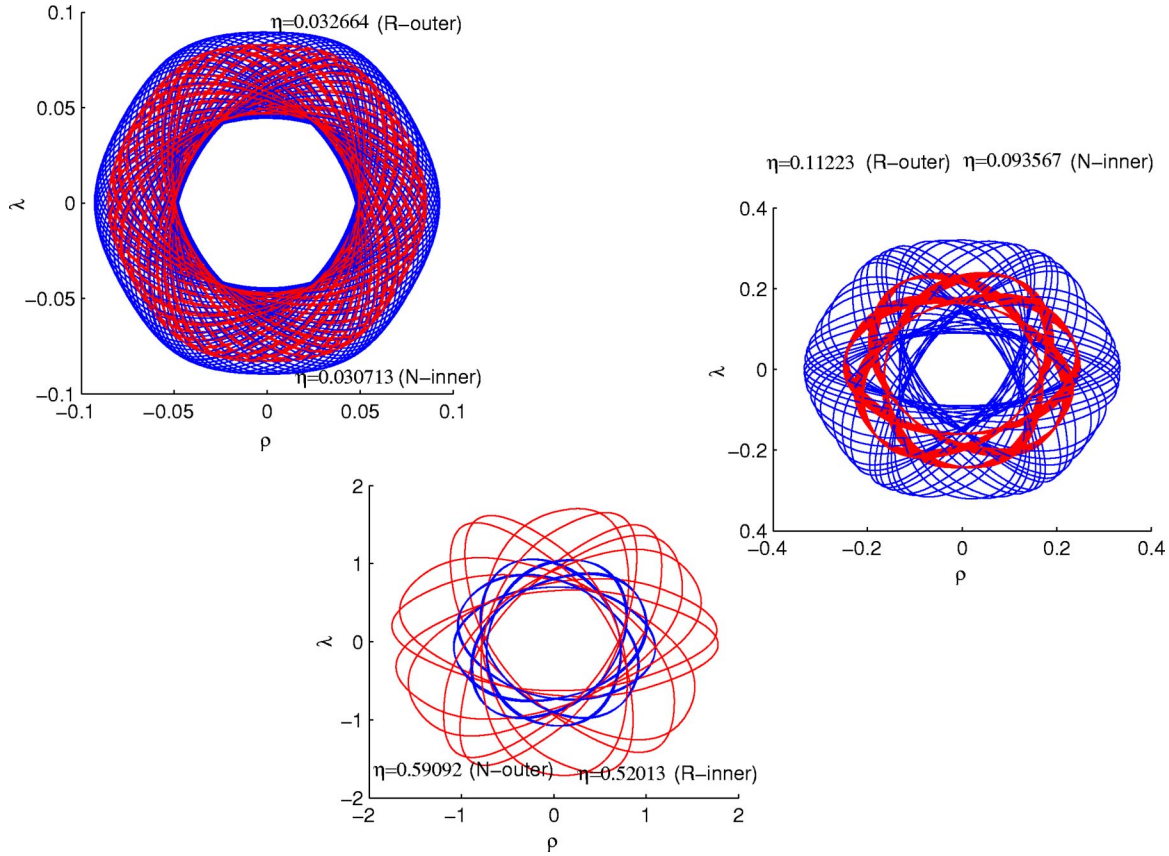 η=0.032664 (R-outer)
0.1
0.05
0
-0.05
-0.1
λ
η=0.030713 (N-inner)
-0.1 -0.05 0 0.05 0.1
ρ
η=0.11223 (R-outer) η=0.093567 (N-inner)
0.4
0.2
0
-0.2
0.4
λ
-0.4 -0.2 0 0.2 0.4
ρ
2
1
0
-1
-2
λ
η=0.59092 (N-outer) η=0.52013 (R-inner)
-2 -1 0 1 2
ρ